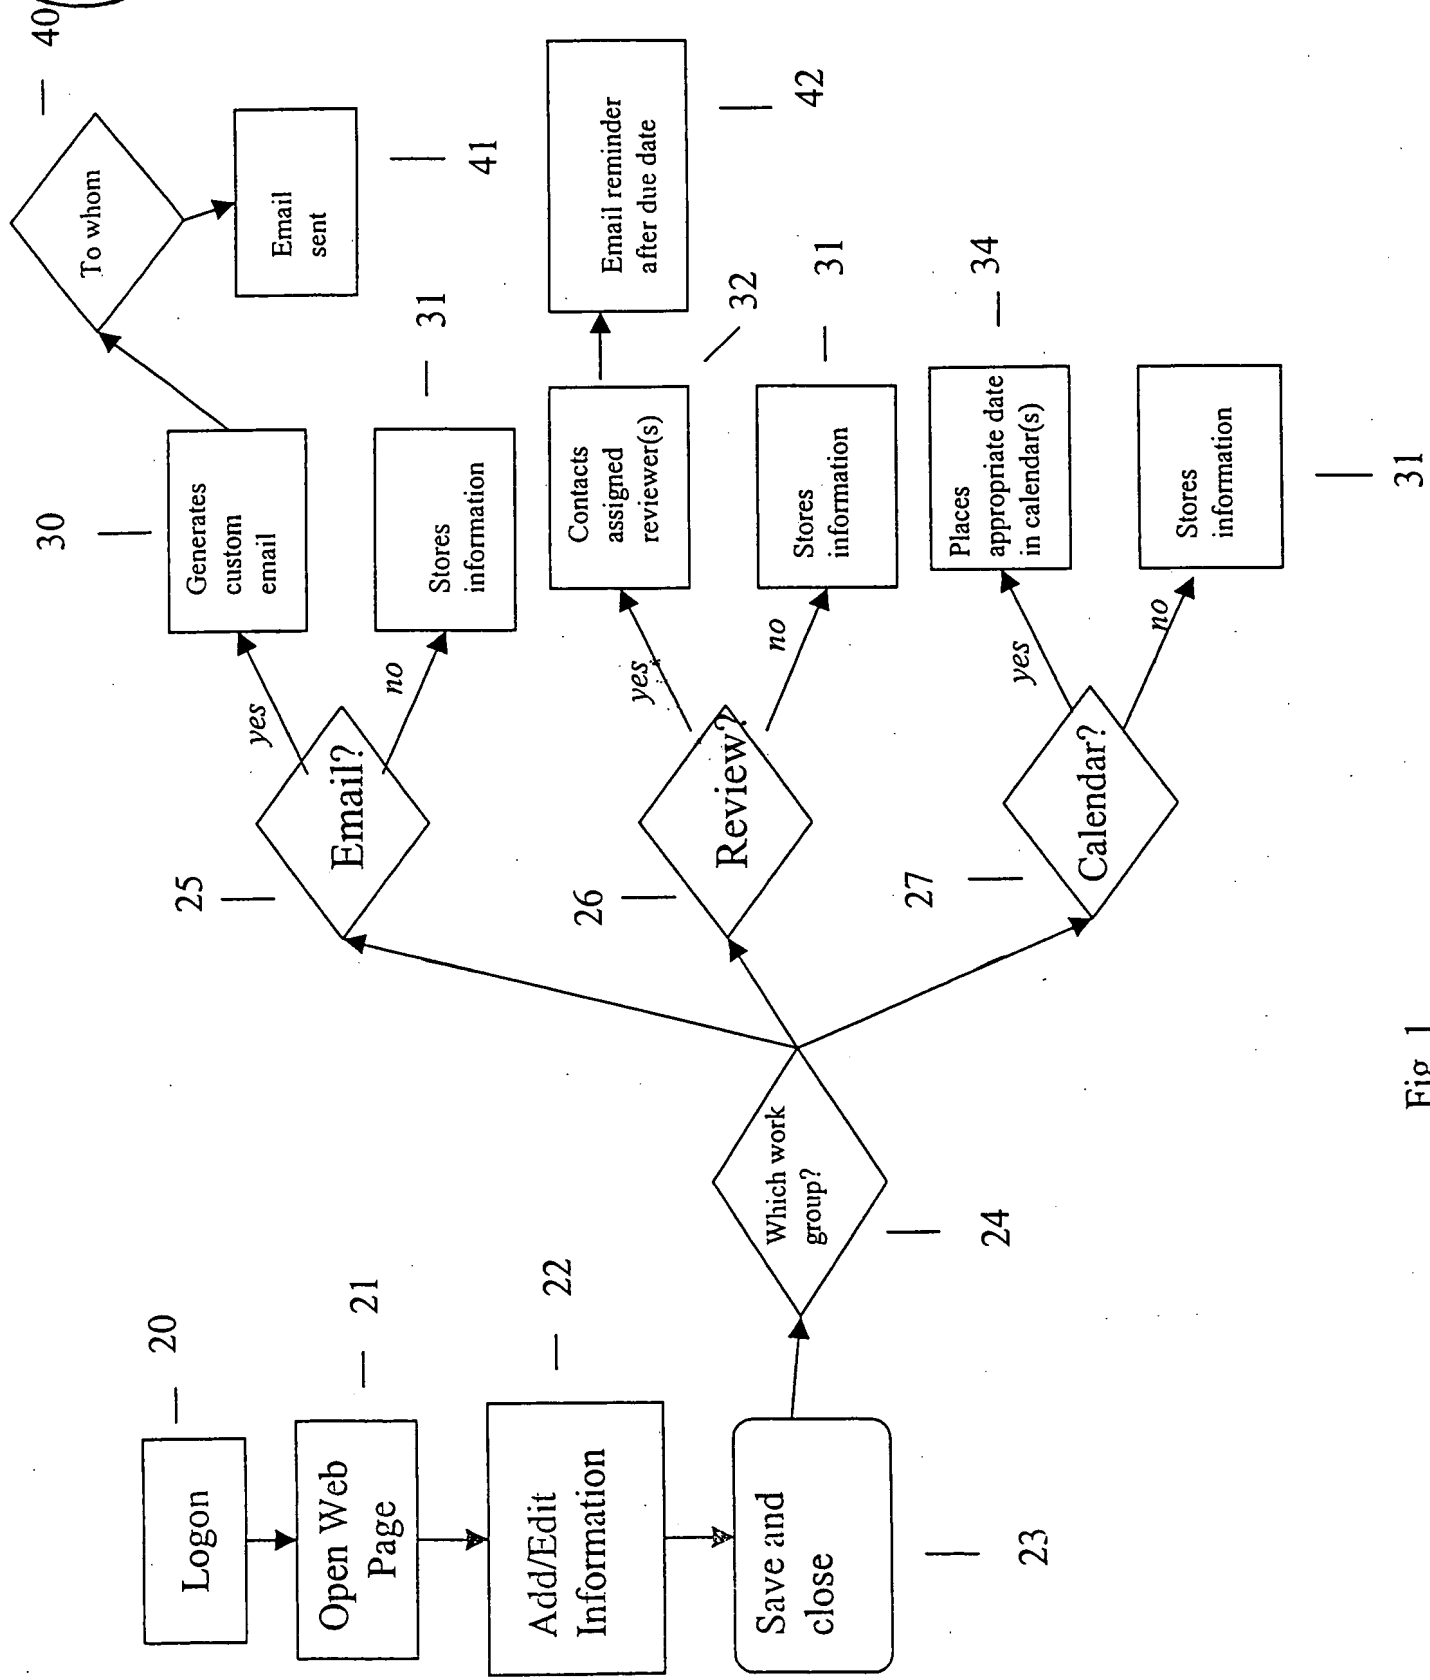 Logon
20
Open Web
Page
21
Add/Edit
Information
22
Save and
close
23
Which work
group?
24
25
Email?
yes
no
30
Generates
custom
email
Stores
information
31
To whom
40
Email
sent
41
26
Review?
yes
no
Contacts
assigned
reviewer(s)
32
Email reminder
after due date
42
Stores
information
31
27
Calendar?
yes
no
Places
appropriate date
in calendar(s)
34
Stores
information
31
Fig. 1